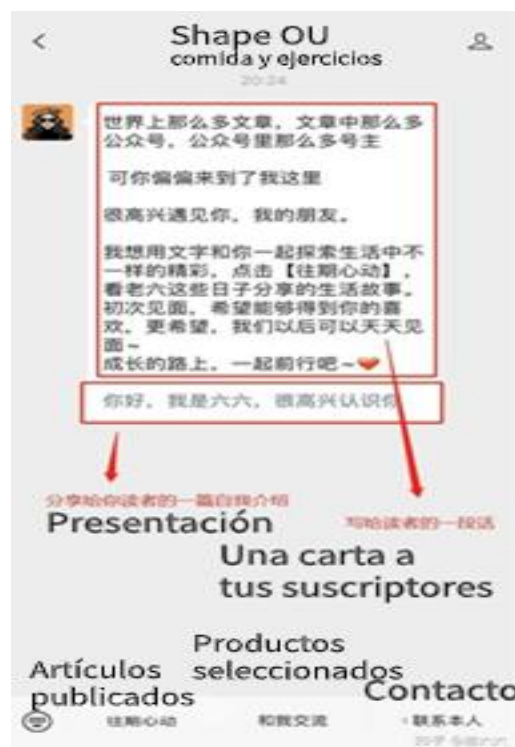 Shape OU
comida y ejercicios
20:24
世界上那么多文章，文章中那么多
公众号，公众号里那么多号主
可你偏偏来到了我这里
很高兴遇见你，我的朋友。
我想用文字和你一起探索生活中不
一样的精彩，点击【往期心动】，
看老六这些日子分享的生活故事。
初次见面，希望能够得到你的喜
欢，更希望，我们以后可以天天见
面~
成长的路上，一起前行吧~❤
你好，我是六六，很高兴认识你
分享给你读者的一篇自我介绍
Presentación
写给读者的一段话
Una carta a
tus suscriptores
Productos
seleccionados
Artículos
publicados
Contacto
往期心动
和我交流
联系本人